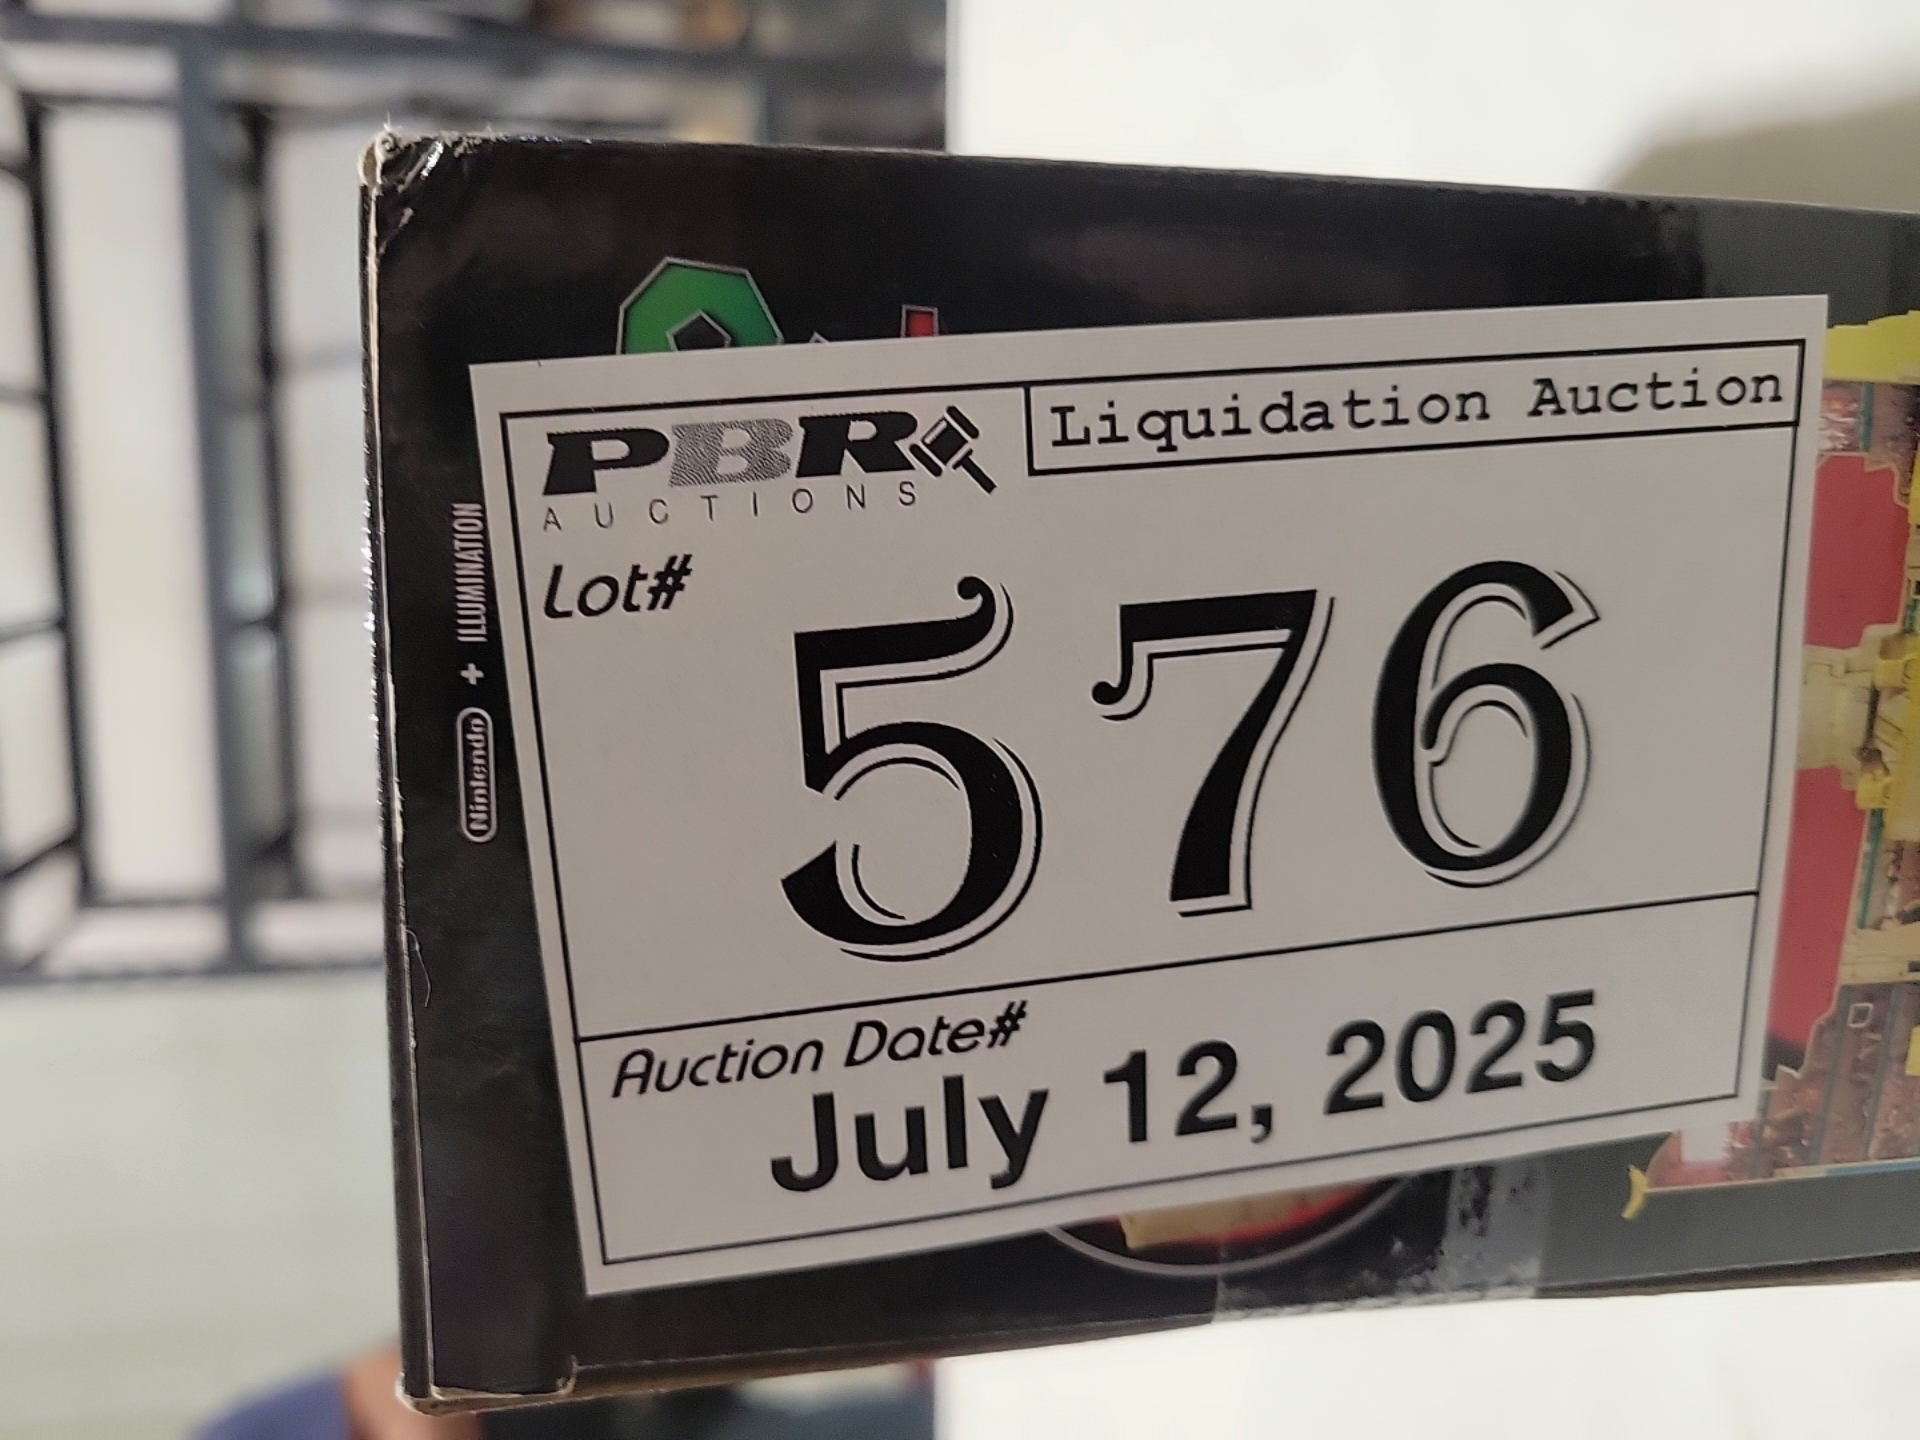 PBR
AUCTIONS
Liquidation Auction
Lot#
576
Auction Date#
July 12, 2025
Nintendo + ILLUMINATION